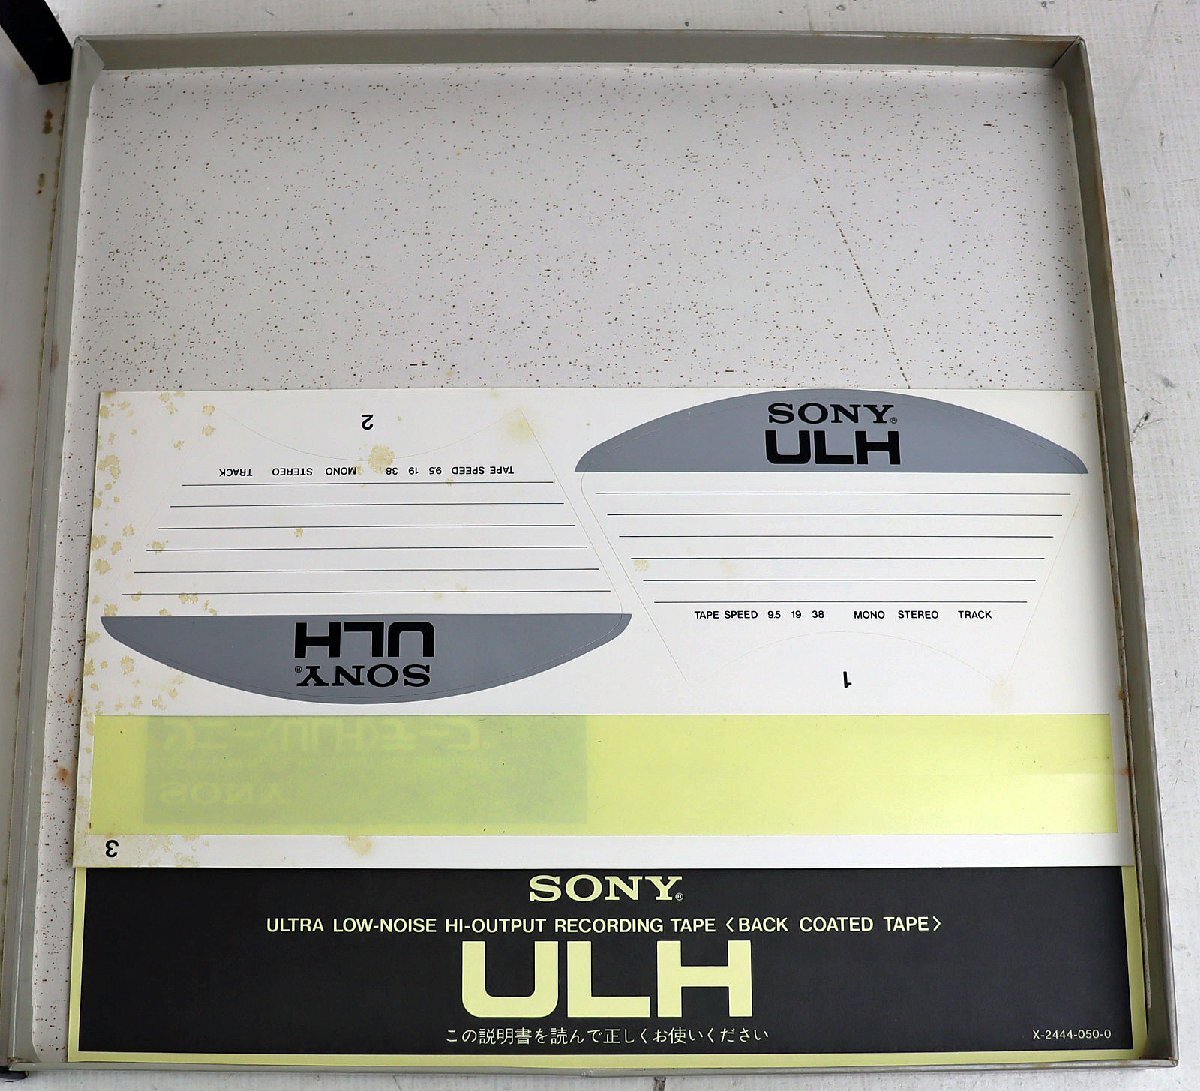 2
TAPE SPEED 9.5 19 38 MONO STEREO TRACK
SONY®
ULH
SONY®
ULH
TAPE SPEED 9.5 19 38 MONO STEREO TRACK
1
SONY
3
SONY®
ULTRA LOW-NOISE HI-OUTPUT RECORDING TAPE〈BACK COATED TAPE〉
ULH
この説明書を読んで正しくお使いください
X-2444-050-0